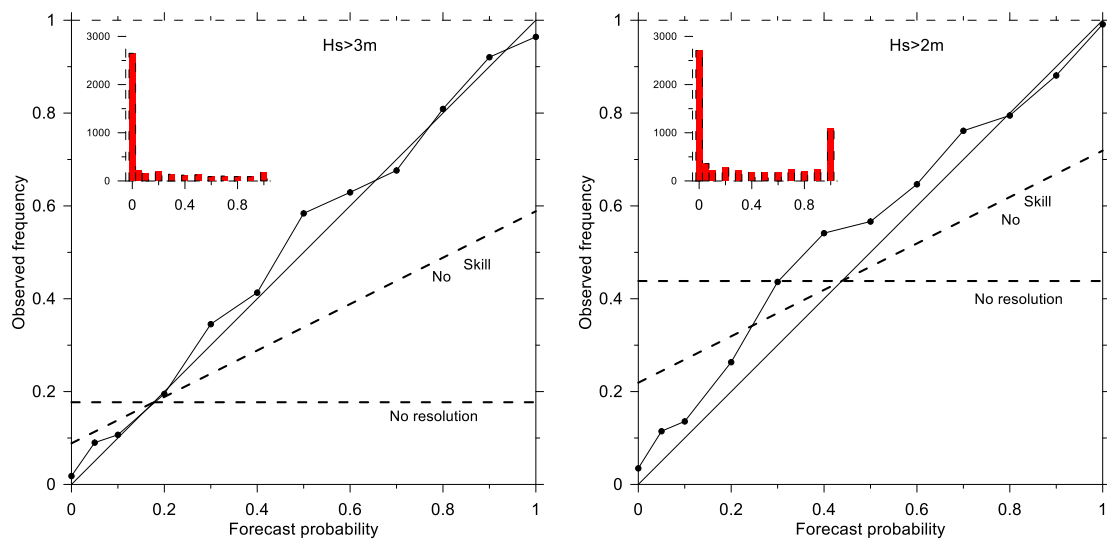 1
0.8
0.6
0.4
0.2
0
Observed frequency
3000
2000
1000
0
0 0.4 0.8
Hs>3m
Skill
No
No resolution
0 0.2 0.4 0.6 0.8 1
Forecast probability
1
0.8
0.6
0.4
0.2
0
Observed frequency
3000
2000
1000
0
0 0.4 0.8
Hs>2m
Skill
No
No resolution
0 0.2 0.4 0.6 0.8 1
Forecast probability